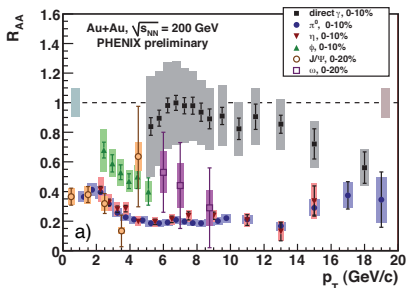 R_AA
Au+Au, √s_NN = 200 GeV
PHENIX preliminary
direct γ, 0-10%
π⁰, 0-10%
η, 0-10%
ϕ, 0-10%
J/Ψ, 0-20%
ω, 0-20%
1.6
1.4
1.2
1
0.8
0.6
0.4
0.2
0
a)
0 2 4 6 8 10 12 14 16 18 20
p_T (GeV/c)